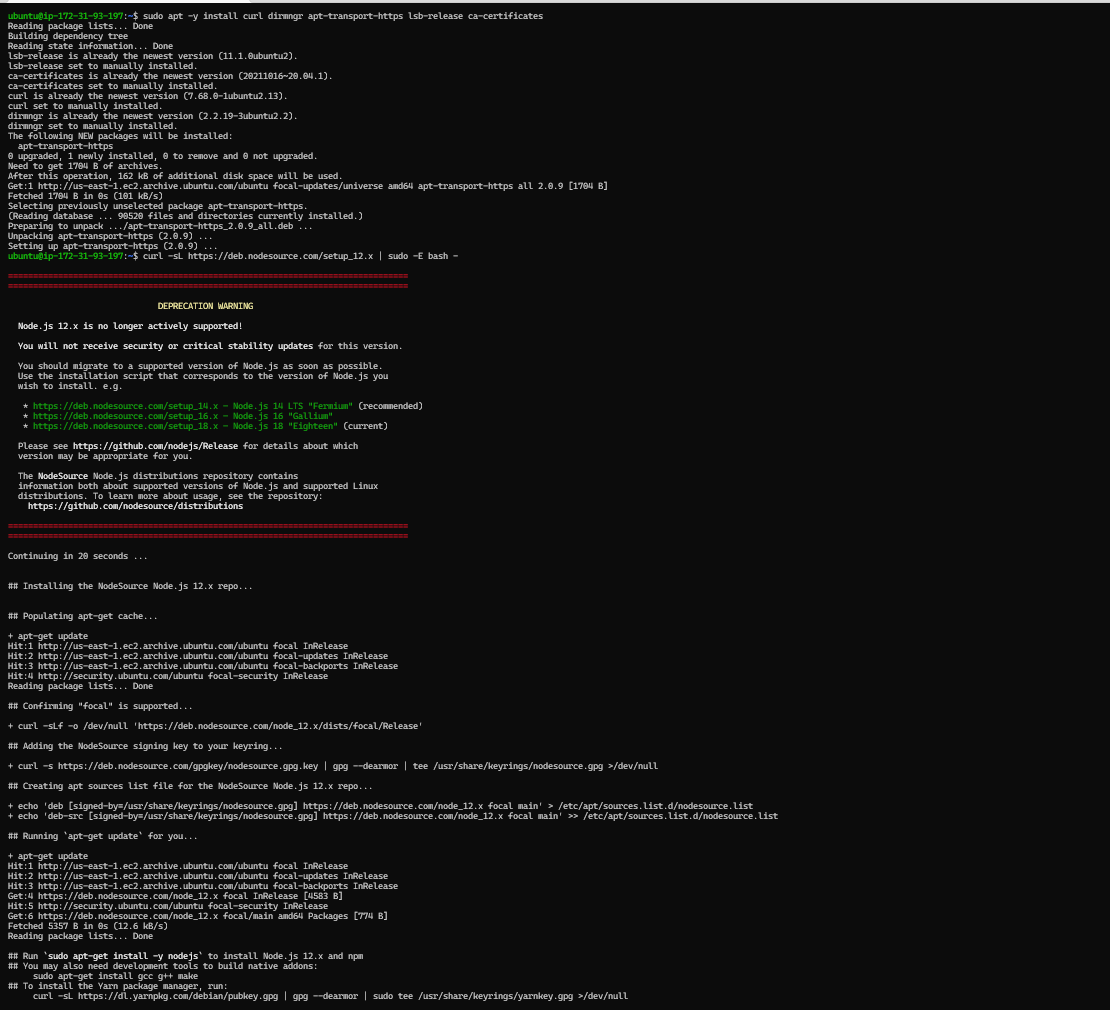 ubuntu@ip-172-31-93-197:~$ sudo apt -y install curl dirmngr apt-transport-https lsb-release ca-certificates
Reading package lists... Done
Building dependency tree
Reading state information... Done
lsb-release is already the newest version (11.1.0ubuntu2).
lsb-release set to manually installed.
ca-certificates is already the newest version (20211016~20.04.1).
ca-certificates set to manually installed.
curl is already the newest version (7.68.0-1ubuntu2.13).
curl set to manually installed.
dirmngr is already the newest version (2.2.19-3ubuntu2.2).
dirmngr set to manually installed.
The following NEW packages will be installed:
  apt-transport-https
0 upgraded, 1 newly installed, 0 to remove and 0 not upgraded.
Need to get 1704 B of archives.
After this operation, 162 kB of additional disk space will be used.
Get:1 http://us-east-1.ec2.archive.ubuntu.com/ubuntu focal-updates/universe amd64 apt-transport-https all 2.0.9 [1704 B]
Fetched 1704 B in 0s (101 kB/s)
Selecting previously unselected package apt-transport-https.
(Reading database ... 90520 files and directories currently installed.)
Preparing to unpack .../apt-transport-https_2.0.9_all.deb ...
Unpacking apt-transport-https (2.0.9) ...
Setting up apt-transport-https (2.0.9) ...
ubuntu@ip-172-31-93-197:~$ curl -sL https://deb.nodesource.com/setup_12.x | sudo -E bash -
================================================================================
================================================================================
DEPRECATION WARNING
Node.js 12.x is no longer actively supported!
You will not receive security or critical stability updates for this version.
You should migrate to a supported version of Node.js as soon as possible.
Use the installation script that corresponds to the version of Node.js you
wish to install. e.g.
* https://deb.nodesource.com/setup_14.x - Node.js 14 LTS "Fermium" (recommended)
* https://deb.nodesource.com/setup_16.x - Node.js 16 "Gallium"
* https://deb.nodesource.com/setup_18.x - Node.js 18 "Eighteen" (current)
Please see https://github.com/nodejs/Release for details about which
version may be appropriate for you.
The NodeSource Node.js distributions repository contains
information both about supported versions of Node.js and supported Linux
distributions. To learn more about usage, see the repository:
https://github.com/nodesource/distributions
================================================================================
================================================================================
Continuing in 20 seconds ...
## Installing the NodeSource Node.js 12.x repo...
## Populating apt-get cache...
+ apt-get update
Hit:1 http://us-east-1.ec2.archive.ubuntu.com/ubuntu focal InRelease
Hit:2 http://us-east-1.ec2.archive.ubuntu.com/ubuntu focal-updates InRelease
Hit:3 http://us-east-1.ec2.archive.ubuntu.com/ubuntu focal-backports InRelease
Hit:4 http://security.ubuntu.com/ubuntu focal-security InRelease
Reading package lists... Done
## Confirming "focal" is supported...
+ curl -sLf -o /dev/null 'https://deb.nodesource.com/node_12.x/dists/focal/Release'
## Adding the NodeSource signing key to your keyring...
+ curl -s https://deb.nodesource.com/gpgkey/nodesource.gpg.key | gpg --dearmor | tee /usr/share/keyrings/nodesource.gpg >/dev/null
## Creating apt sources list file for the NodeSource Node.js 12.x repo...
+ echo 'deb [signed-by=/usr/share/keyrings/nodesource.gpg] https://deb.nodesource.com/node_12.x focal main' > /etc/apt/sources.list.d/nodesource.list
+ echo 'deb-src [signed-by=/usr/share/keyrings/nodesource.gpg] https://deb.nodesource.com/node_12.x focal main' >> /etc/apt/sources.list.d/nodesource.list
## Running `apt-get update` for you...
+ apt-get update
Hit:1 http://us-east-1.ec2.archive.ubuntu.com/ubuntu focal InRelease
Hit:2 http://us-east-1.ec2.archive.ubuntu.com/ubuntu focal-updates InRelease
Hit:3 http://us-east-1.ec2.archive.ubuntu.com/ubuntu focal-backports InRelease
Get:4 https://deb.nodesource.com/node_12.x focal InRelease [4583 B]
Hit:5 http://security.ubuntu.com/ubuntu focal-security InRelease
Get:6 https://deb.nodesource.com/node_12.x focal/main amd64 Packages [774 B]
Fetched 5357 B in 0s (12.6 kB/s)
Reading package lists... Done
## Run `sudo apt-get install -y nodejs` to install Node.js 12.x and npm
## You may also need development tools to build native addons:
     sudo apt-get install gcc g++ make
## To install the Yarn package manager, run:
     curl -sL https://dl.yarnpkg.com/debian/pubkey.gpg | gpg --dearmor | sudo tee /usr/share/keyrings/yarnkey.gpg >/dev/null